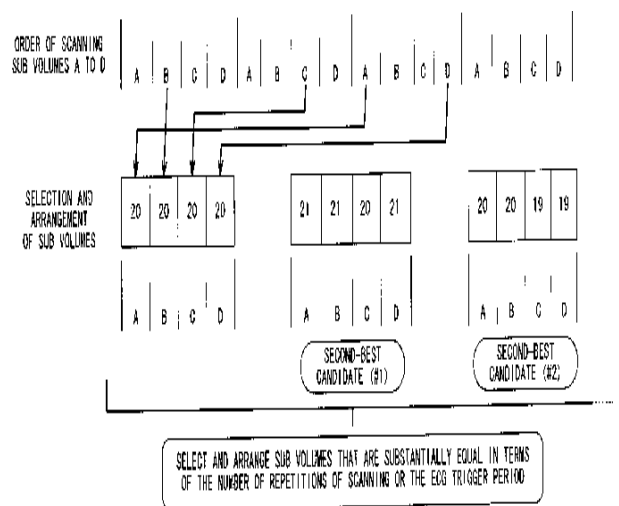 ORDER OF SCANNING
SUB VOLUMES A TO D
A B C D A B C D A B C D A B C D
SELECTION AND
ARRANGEMENT
OF SUB VOLUMES
20 20 20 20 21 21 20 21 20 20 19 19
A B C D A B C D A B C D
SECOND-BEST
CANDIDATE (#1)
SECOND-BEST
CANDIDATE (#2)
SELECT AND ARRANGE SUB VOLUMES THAT ARE SUBSTANTIALLY EQUAL IN TERMS
OF THE NUMBER OF REPETITIONS OF SCANNING OR THE ECG TRIGGER PERIOD